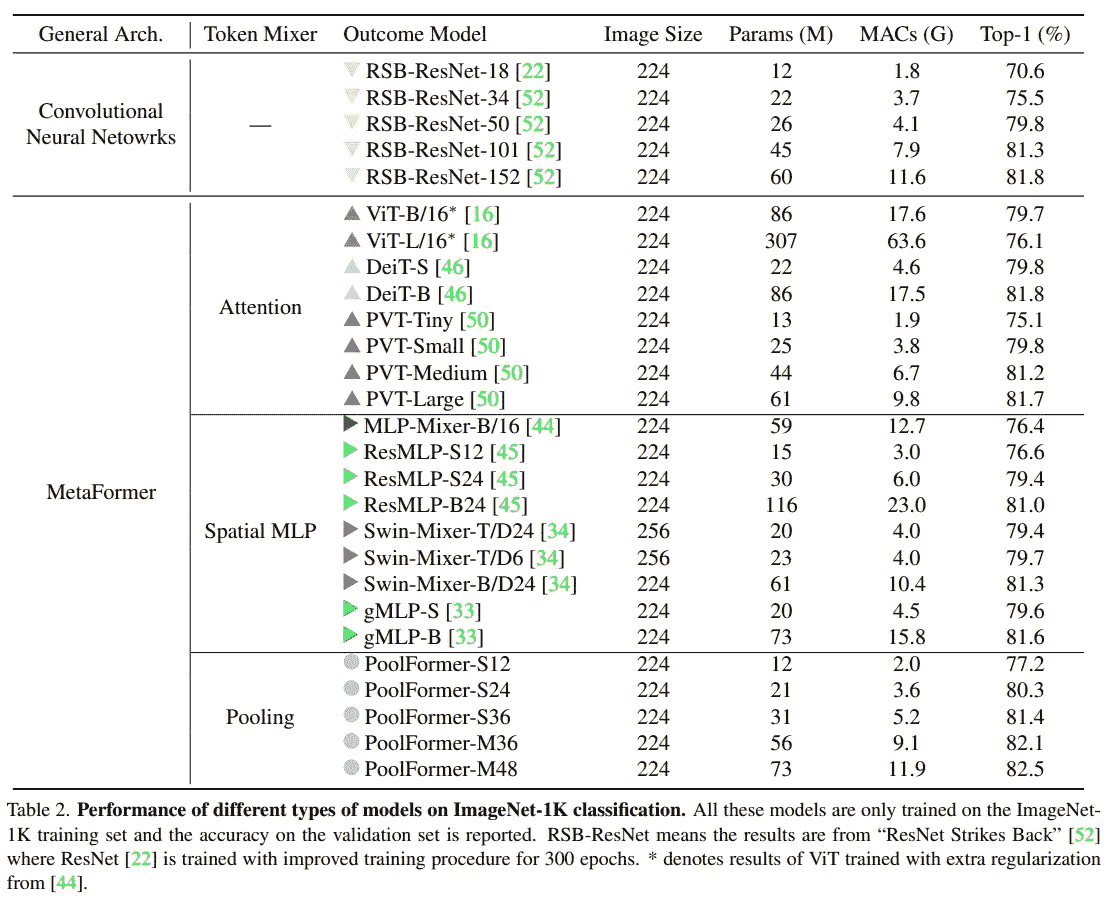 General Arch. Token Mixer Outcome Model Image Size Params (M) MACs (G) Top-1 (%)
Convolutional
Neural Netowrks
—
RSB-ResNet-18 [22] 224 12 1.8 70.6
RSB-ResNet-34 [52] 224 22 3.7 75.5
RSB-ResNet-50 [52] 224 26 4.1 79.8
RSB-ResNet-101 [52] 224 45 7.9 81.3
RSB-ResNet-152 [52] 224 60 11.6 81.8
MetaFormer
Attention
ViT-B/16* [16] 224 86 17.6 79.7
ViT-L/16* [16] 224 307 63.6 76.1
DeiT-S [46] 224 22 4.6 79.8
DeiT-B [46] 224 86 17.5 81.8
PVT-Tiny [50] 224 13 1.9 75.1
PVT-Small [50] 224 25 3.8 79.8
PVT-Medium [50] 224 44 6.7 81.2
PVT-Large [50] 224 61 9.8 81.7
Spatial MLP
MLP-Mixer-B/16 [44] 224 59 12.7 76.4
ResMLP-S12 [45] 224 15 3.0 76.6
ResMLP-S24 [45] 224 30 6.0 79.4
ResMLP-B24 [45] 224 116 23.0 81.0
Swin-Mixer-T/D24 [34] 256 20 4.0 79.4
Swin-Mixer-T/D6 [34] 256 23 4.0 79.7
Swin-Mixer-B/D24 [34] 224 61 10.4 81.3
gMLP-S [33] 224 20 4.5 79.6
gMLP-B [33] 224 73 15.8 81.6
Pooling
PoolFormer-S12 224 12 2.0 77.2
PoolFormer-S24 224 21 3.6 80.3
PoolFormer-S36 224 31 5.2 81.4
PoolFormer-M36 224 56 9.1 82.1
PoolFormer-M48 224 73 11.9 82.5
Table 2. Performance of different types of models on ImageNet-1K classification. All these models are only trained on the ImageNet-
1K training set and the accuracy on the validation set is reported. RSB-ResNet means the results are from “ResNet Strikes Back” [52]
where ResNet [22] is trained with improved training procedure for 300 epochs. * denotes results of ViT trained with extra regularization
from [44].